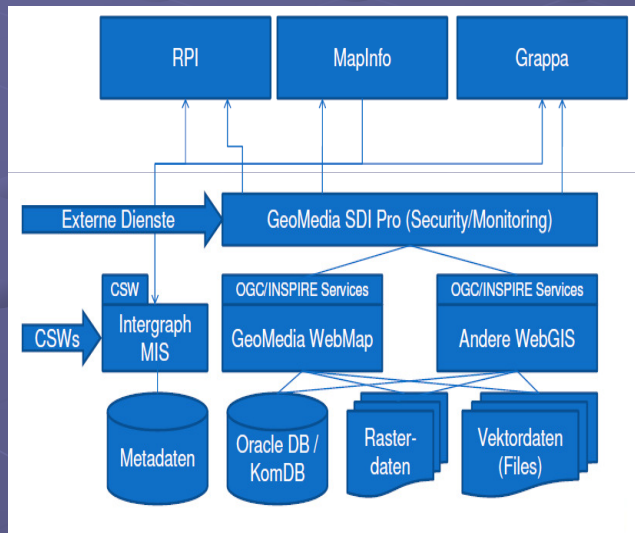 RPI
MapInfo
Grappa
Externe Dienste
GeoMedia SDI Pro (Security/Monitoring)
CSW
OGC/INSPIRE Services
OGC/INSPIRE Services
CSWs
Intergraph
MIS
GeoMedia WebMap
Andere WebGIS
Metadaten
Oracle DB /
KomDB
Raster-
daten
Vektordaten
(Files)